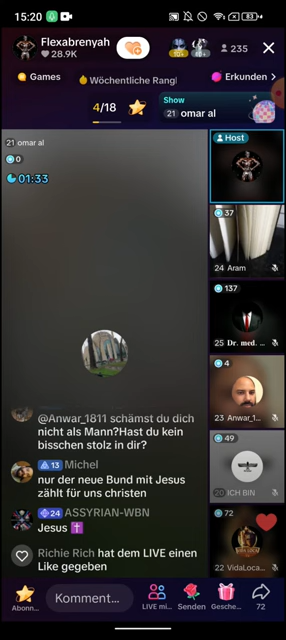 15:20
83
Flexabrenyah
28.9K
10+
235
Games
Wöchentliche Rangl
Erkunden
4/18
Show
21 omar al
21 omar al
0
01:33
Host
37
24 Aram
137
25 Dr. med. ...
4
23 Anwar_1...
49
20 ICH BIN
72
22 VidaLoca...
@Anwar_1811 schämst du dich
nicht als Mann?Hast du kein
bisschen stolz in dir?
13 Michel
nur der neue Bund mit Jesus
zählt für uns christen
24 ASSYRIAN-WBN
Jesus ✝️
Richie Rich hat dem LIVE einen
Like gegeben
Abonn...
Komment...
LIVE mi...
Senden
Gesche...
72